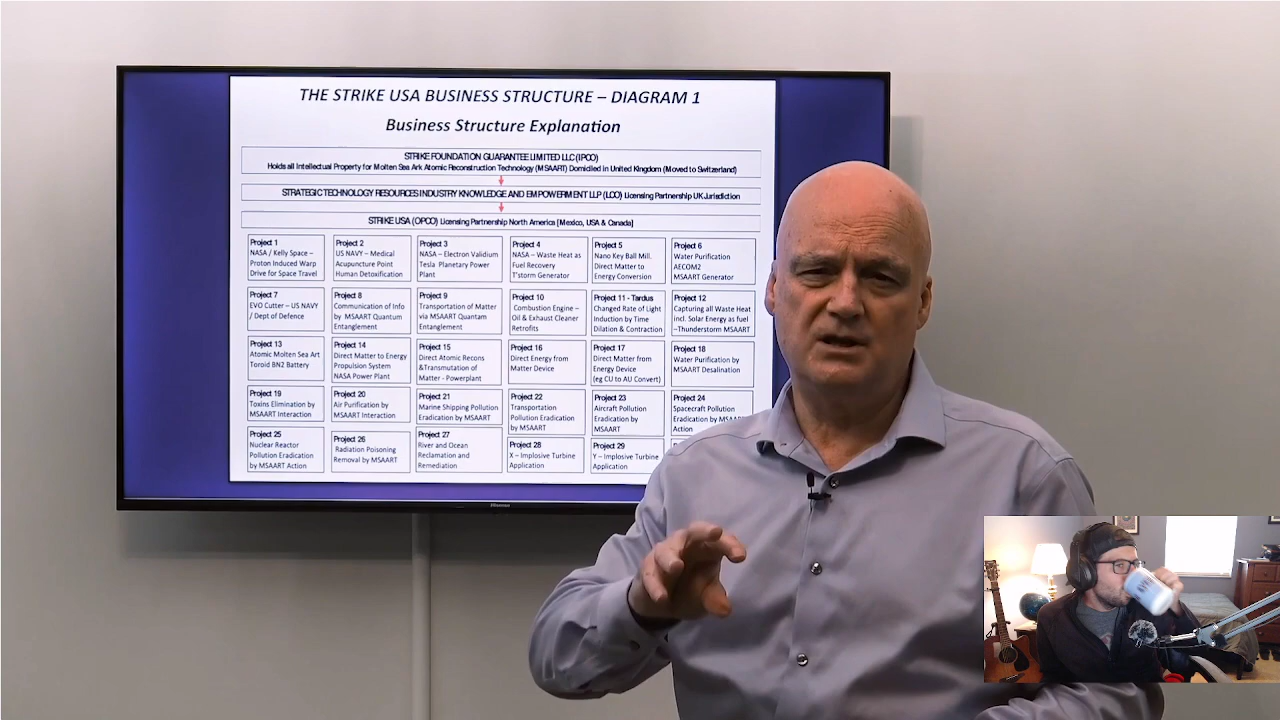 THE STRIKE USA BUSINESS STRUCTURE – DIAGRAM 1
Business Structure Explanation
STRIKE FOUNDATION GUARANTEE LIMITED LLC (IPCO)
Holds all Intellectual Property for Molten Sea Ark Atomic Reconstruction Technology (MSAART) Domiciled in United Kingdom (Moved to Switzerland)
STRATEGIC TECHNOLOGY RESOURCES INDUSTRY KNOWLEDGE AND EMPOWERMENT LLP (LCO) Licensing Partnership UK Jurisdiction
STRIKE USA (OPCO) Licensing Partnership North America [Mexico, USA & Canada]
Project 1
NASA / Kelly Space –
Proton Induced Warp
Drive for Space Travel
Project 2
US NAVY – Medical
Acupuncture Point
Human Detoxification
Project 3
NASA – Electron Validium
Tesla Planetary Power
Plant
Project 4
NASA – Waste Heat as
Fuel Recovery
T'storm Generator
Project 5
Nano Key Ball Mill.
Direct Matter to
Energy Conversion
Project 6
Water Purification
AECOM2
MSAART Generator
Project 7
EVO Cutter – US NAVY
/ Dept of Defence
Project 8
Communication of Info
by MSAART Quantum
Entanglement
Project 9
Transportation of Matter
via MSAART Quantam
Entanglement
Project 10
Combustion Engine –
Oil & Exhaust Cleaner
Retrofits
Project 11 - Tardus
Changed Rate of Light
Induction by Time
Dilation & Contraction
Project 12
Capturing all Waste Heat
incl. Solar Energy as fuel
–Thunderstorm MSAART
Project 13
Atomic Molten Sea Art
Toroid BN2 Battery
Project 14
Direct Matter to Energy
Propulsion System
NASA Power Plant
Project 15
Direct Atomic Recons
&Transmutation of
Matter - Powerplant
Project 16
Direct Energy from
Matter Device
Project 17
Direct Matter from
Energy Device
(eg CU to AU Convert)
Project 18
Water Purification by
MSAART Desalination
Project 19
Toxins Elimination by
MSAART Interaction
Project 20
Air Purification by
MSAART Interaction
Project 21
Marine Shipping Pollution
Eradication by MSAART
Project 22
Transportation
Pollution Eradication
by MSAART
Project 23
Aircraft Pollution
Eradication by
MSAART
Project 24
Spacecraft Pollution
Eradication by MSAART
Action
Project 25
Nuclear Reactor
Pollution Eradication
by MSAART Action
Project 26
Radiation Poisoning
Removal by MSAART
Project 27
River and Ocean
Reclamation and
Remediation
Project 28
X – Implosive Turbine
Application
Project 29
Y – Implosive Turbine
Application
Hisense